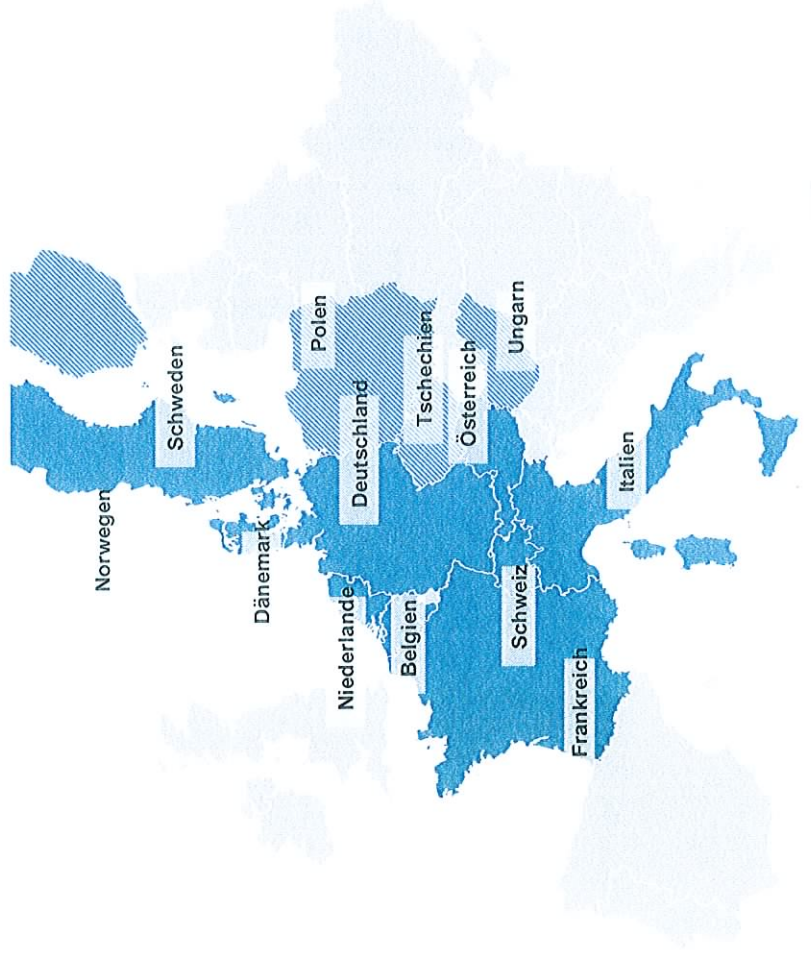 Norwegen
Schweden
Dänemark
Polen
Deutschland
Niederlande
Belgien
Tschechien
Österreich
Ungarn
Schweiz
Frankreich
Italien